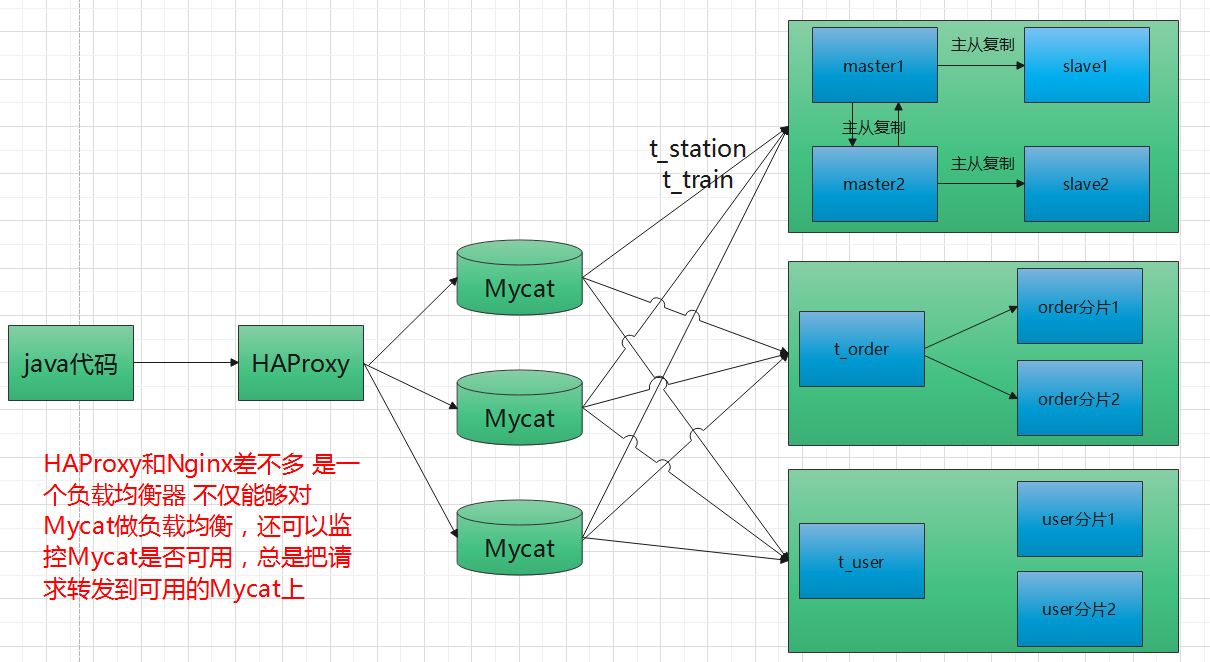 java代码
HAProxy
HAProxy和Nginx差不多 是一
个负载均衡器 不仅能够对
Mycat做负载均衡，还可以监
控Mycat是否可用，总是把请
求转发到可用的Mycat上
Mycat
Mycat
Mycat
t_station
t_train
master1
主从复制
slave1
主从复制
master2
主从复制
slave2
t_order
order分片1
order分片2
t_user
user分片1
user分片2